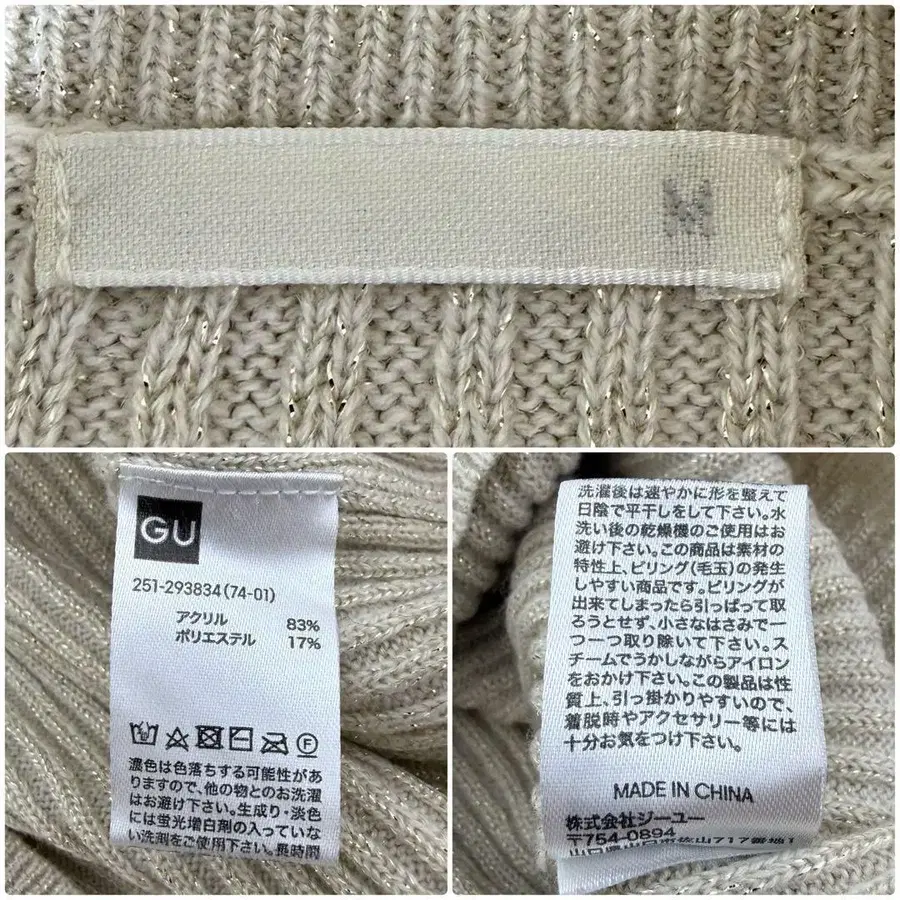 M
GU
251-293834(74-01)
アクリル 83%
ポリエステル 17%
濃色は色落ちする可能性があ
りますので、他の物とのお洗濯
はお避け下さい。生成り・淡色
には蛍光増白剤の入っていな
い洗剤をご使用下さい。長時間
洗濯後は速やかに形を整えて
日陰で平干しをして下さい。水
洗い後の乾燥機のご使用はお
避け下さい。この商品は素材の
特性上、ピリング(毛玉)の発生
しやすい商品です。ピリングが
出来てしまったら引っぱって取
ろうとせず、小さなはさみで一
つ一つ取り除いて下さい。ス
チームでうかしながらアイロン
をおかけ下さい。この製品は性
質上、引っ掛かりやすいので、
着脱時やアクセサリー等には
十分お気をつけ下さい。
MADE IN CHINA
株式会社ジーユー
〒754-0894
山口県山口市佐山717番地1